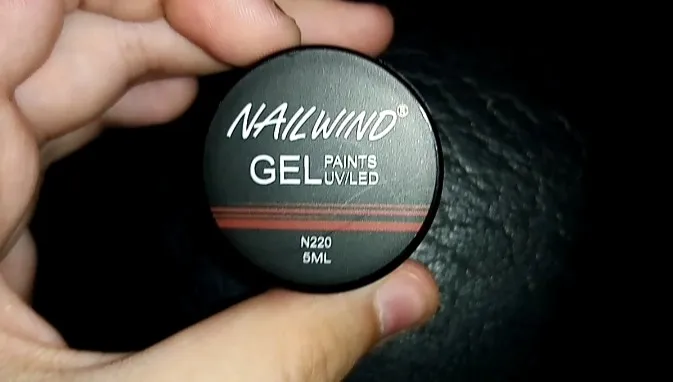 NAILWIND®
GEL PAINTS
UV/LED
N220
5ML